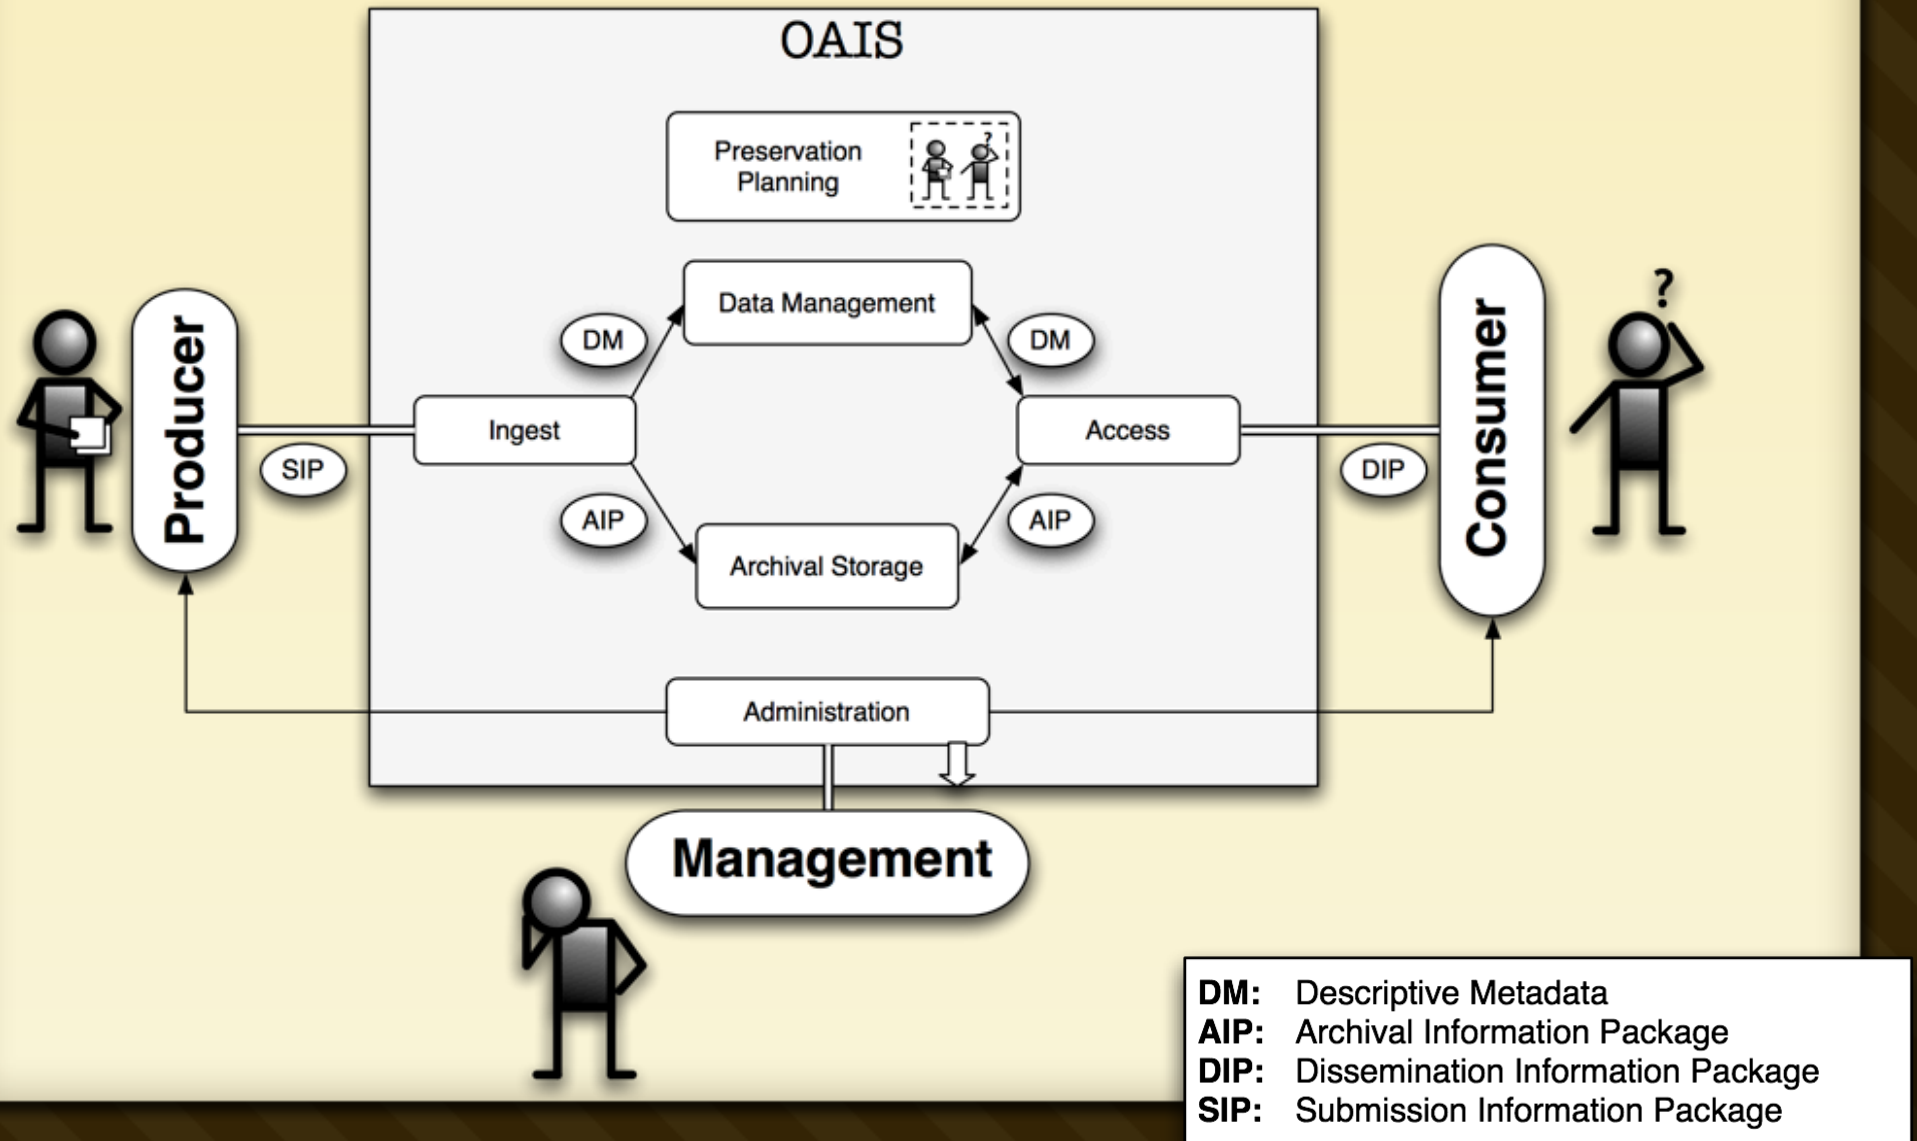 OAIS
Preservation
Planning
?
Data Management
DM
DM
Producer
SIP
Ingest
Access
DIP
Consumer
?
AIP
AIP
Archival Storage
Administration
Management
DM: Descriptive Metadata
AIP: Archival Information Package
DIP: Dissemination Information Package
SIP: Submission Information Package